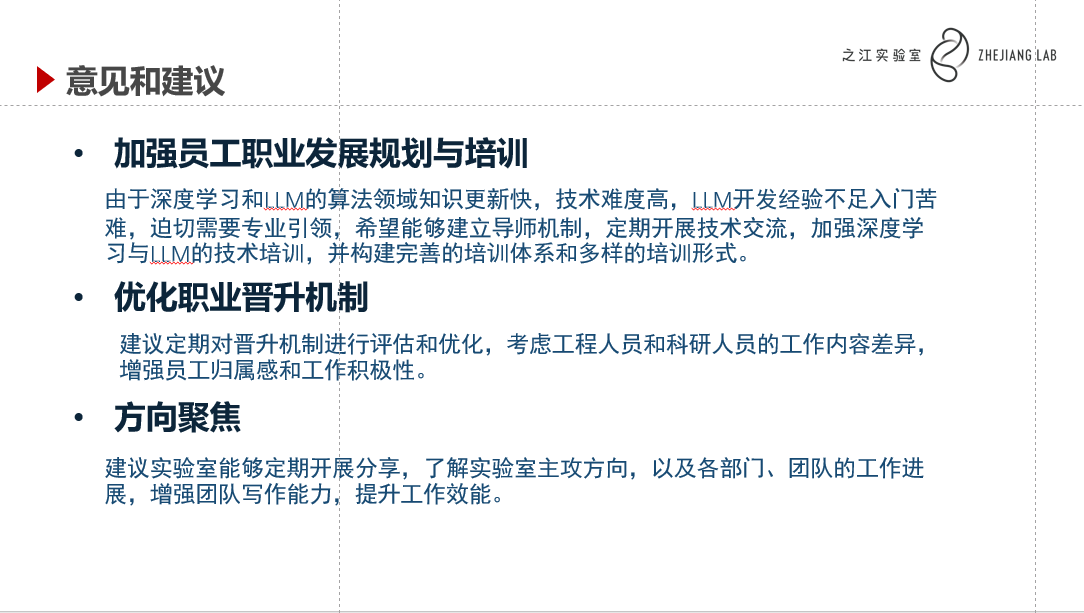 之江实验室 ZHEJIANG LAB
意见和建议
• 加强员工职业发展规划与培训
由于深度学习和LLM的算法领域知识更新快，技术难度高，LLM开发经验不足入门苦
难，迫切需要专业引领，希望能够建立导师机制，定期开展技术交流，加强深度学
习与LLM的技术培训，并构建完善的培训体系和多样的培训形式。
• 优化职业晋升机制
建议定期对晋升机制进行评估和优化，考虑工程人员和科研人员的工作内容差异，
增强员工归属感和工作积极性。
• 方向聚焦
建议实验室能够定期开展分享，了解实验室主攻方向，以及各部门、团队的工作进
展，增强团队写作能力，提升工作效能。